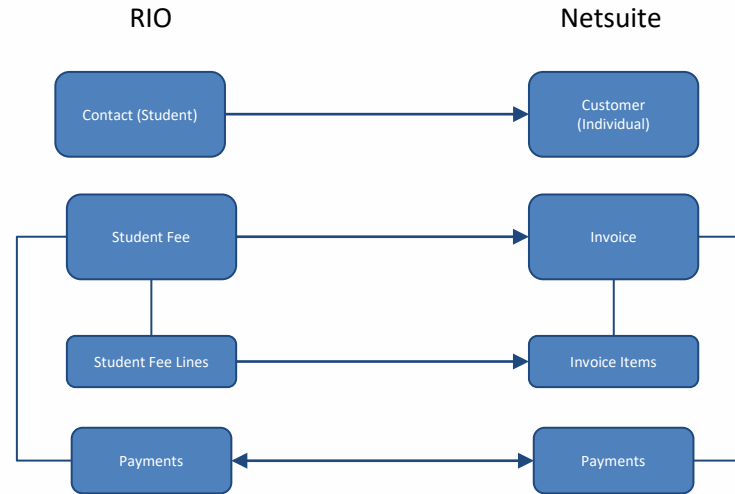 RIO
Netsuite
Contact (Student)
Customer
(Individual)
Student Fee
Invoice
Student Fee Lines
Invoice Items
Payments
Payments